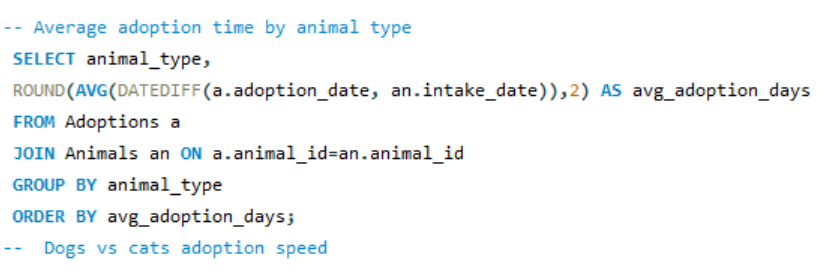 -- Average adoption time by animal type
SELECT animal_type,
ROUND(AVG(DATEDIFF(a.adoption_date, an.intake_date)),2) AS avg_adoption_days
FROM Adoptions a
JOIN Animals an ON a.animal_id=an.animal_id
GROUP BY animal_type
ORDER BY avg_adoption_days;
--  Dogs vs cats adoption speed